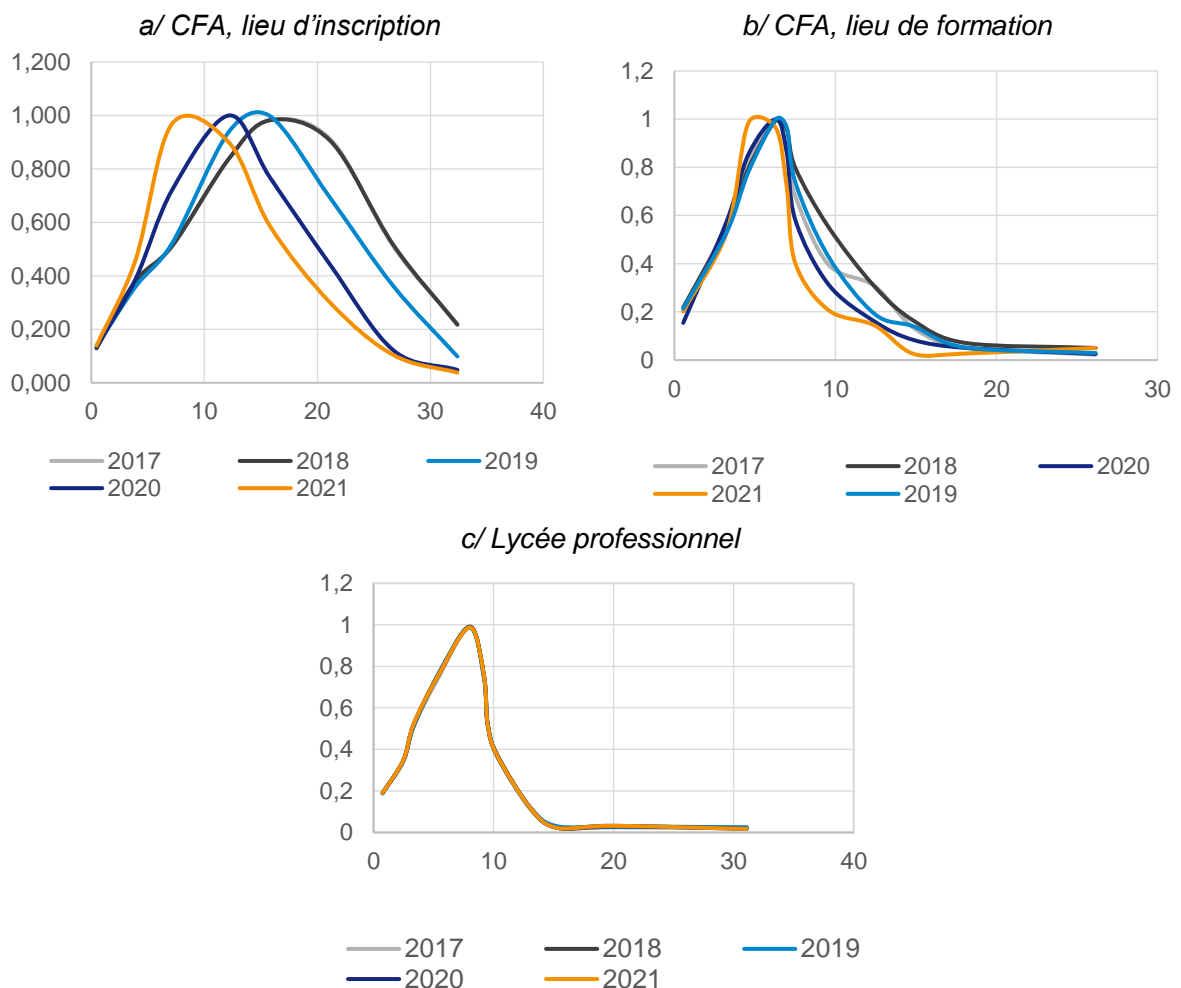 a/ CFA, lieu d’inscription
1,200
1,000
0,800
0,600
0,400
0,200
0,000
0 10 20 30 40
2017 2018 2019
2020 2021
b/ CFA, lieu de formation
1,2
1
0,8
0,6
0,4
0,2
0
0 10 20 30
2017 2018 2020
2021 2019
c/ Lycée professionnel
1,2
1
0,8
0,6
0,4
0,2
0
0 10 20 30 40
2017 2018 2019
2020 2021